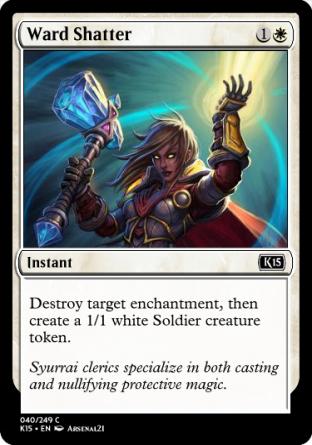 Ward Shatter 1
Instant K15
Destroy target enchantment, then
create a 1/1 white Soldier creature
token.
Syurrai clerics specialize in both casting
and nullifying protective magic.
040/249 C
K15 • EN Arsenal21